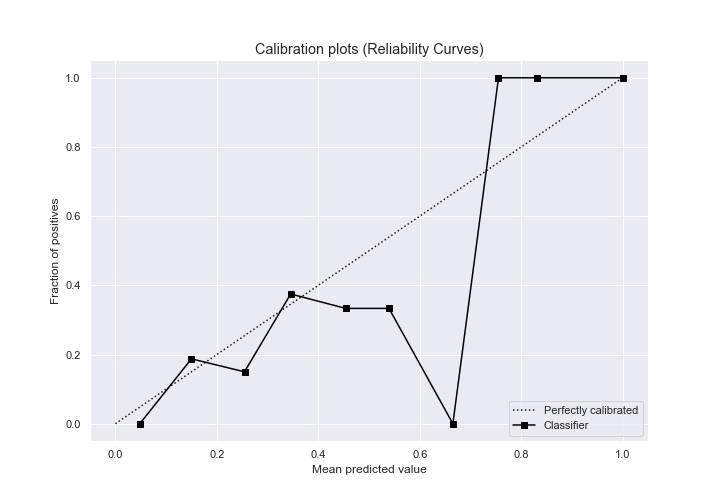 Calibration plots (Reliability Curves)
1.0
0.8
0.6
0.4
0.2
0.0
Fraction of positives
0.0 0.2 0.4 0.6 0.8 1.0
Mean predicted value
Perfectly calibrated
Classifier